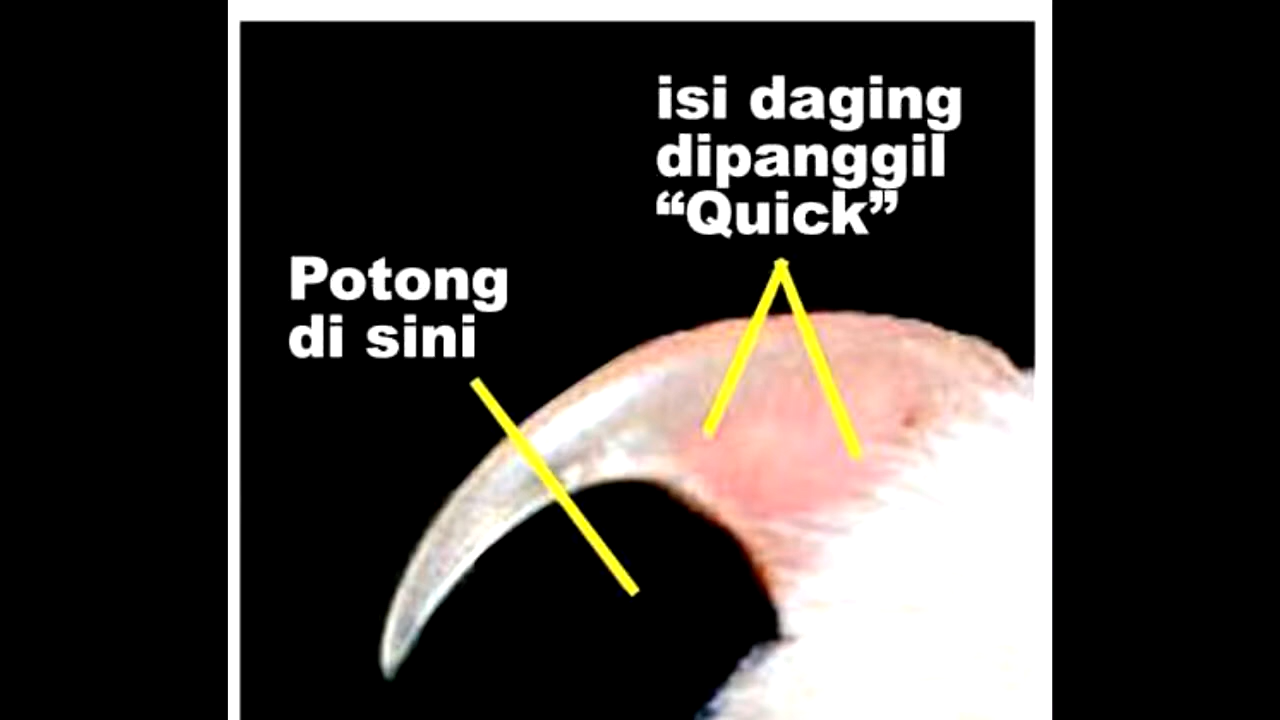 isi daging
dipanggil
“Quick”
Potong
di sini